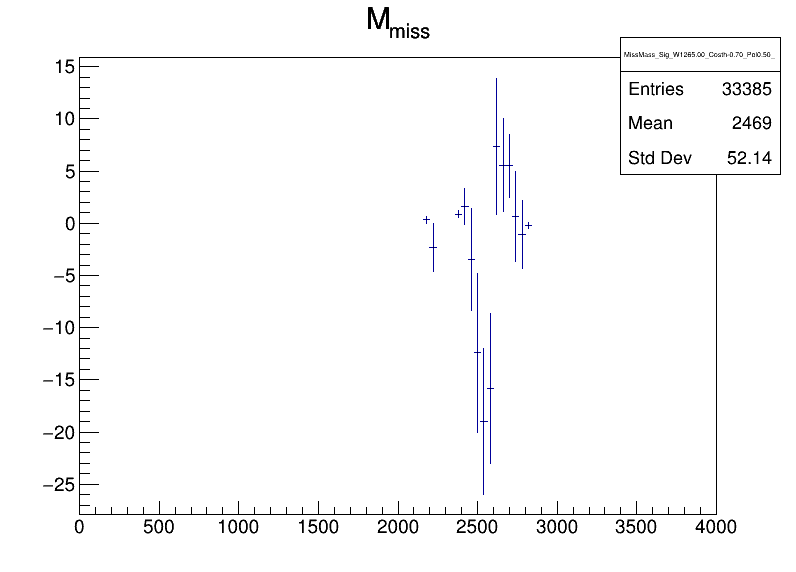 M_miss
MissMass_Sig_W1265.00_Costh-0.70_Pol0.50_
Entries 33385
Mean 2469
Std Dev 52.14
15
10
5
0
−5
−10
−15
−20
−25
0 500 1000 1500 2000 2500 3000 3500 4000